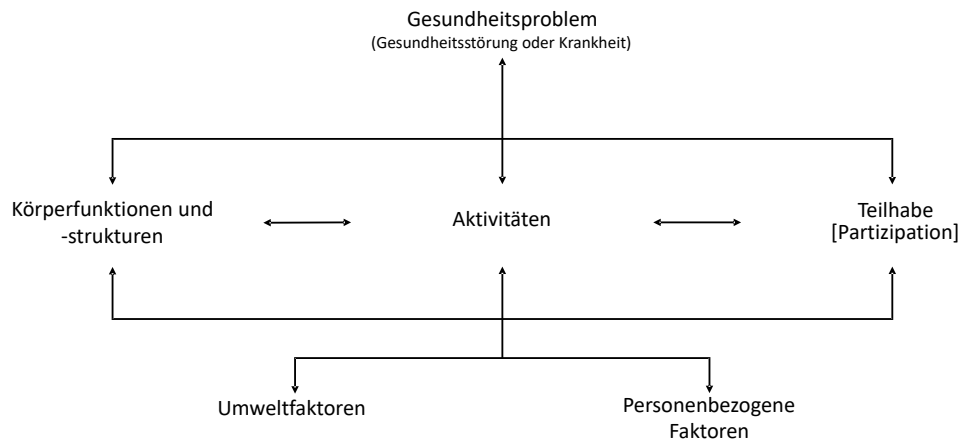 Gesundheitsproblem
(Gesundheitsstörung oder Krankheit)
Körperfunktionen und
-strukturen
Aktivitäten
Teilhabe
[Partizipation]
Umweltfaktoren
Personenbezogene
Faktoren